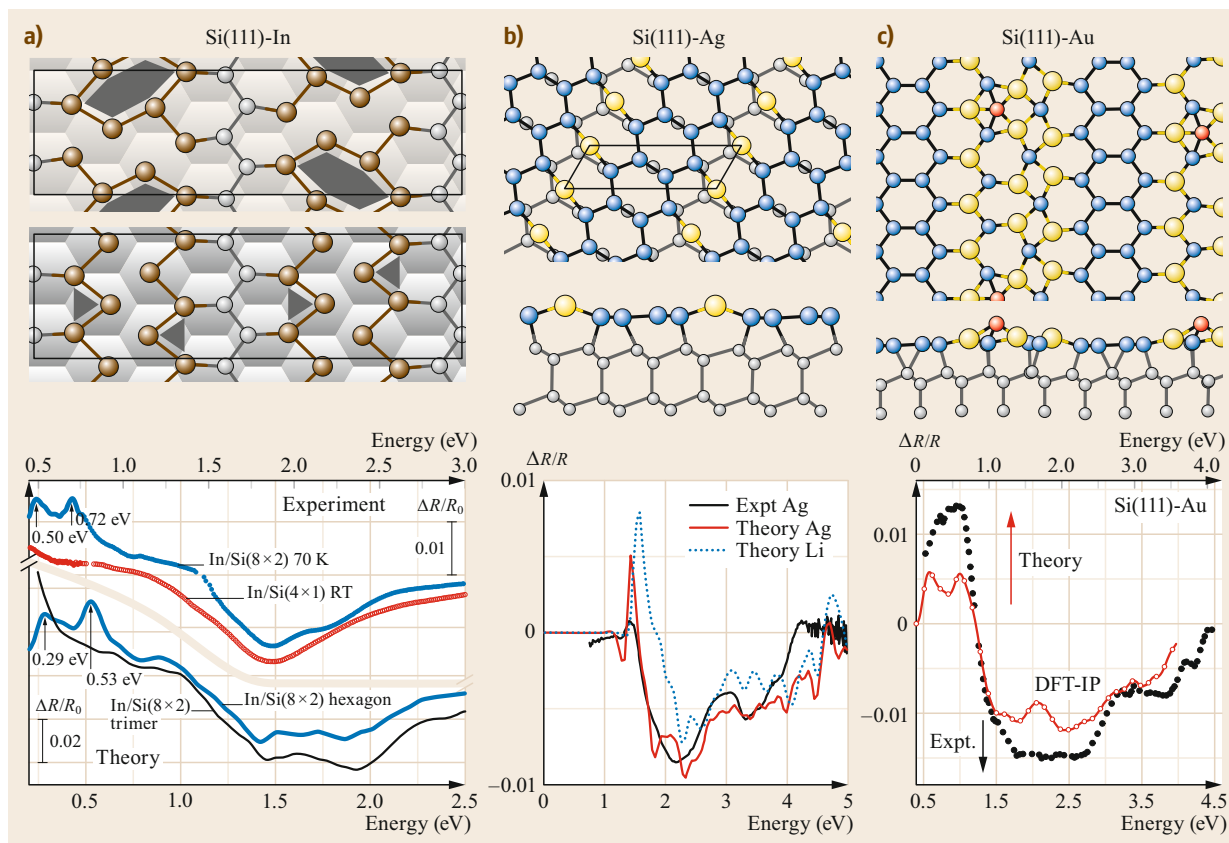 a)
Si(111)-In
b)
Si(111)-Ag
c)
Si(111)-Au
Energy (eV)
0.5 1.0 1.5 2.0 2.5 3.0
Experiment
ΔR/R0
0.01
0.72 eV
0.50 eV
In/Si(8×2) 70 K
In/Si(4×1) RT
0.29 eV
0.53 eV
In/Si(8×2) hexagon
In/Si(8×2)
trimer
ΔR/R0
0.02
Theory
0.5 1.0 1.5 2.0 2.5
Energy (eV)
ΔR/R
0.01
0
−0.01
Expt Ag
Theory Ag
Theory Li
0 1 2 3 4 5
Energy (eV)
Energy (eV)
ΔR/R
0 1.0 2.0 3.0 4.0
Si(111)-Au
0.01
0
−0.01
Theory
DFT-IP
Expt.
0.5 1.5 2.5 3.5 4.5
Energy (eV)